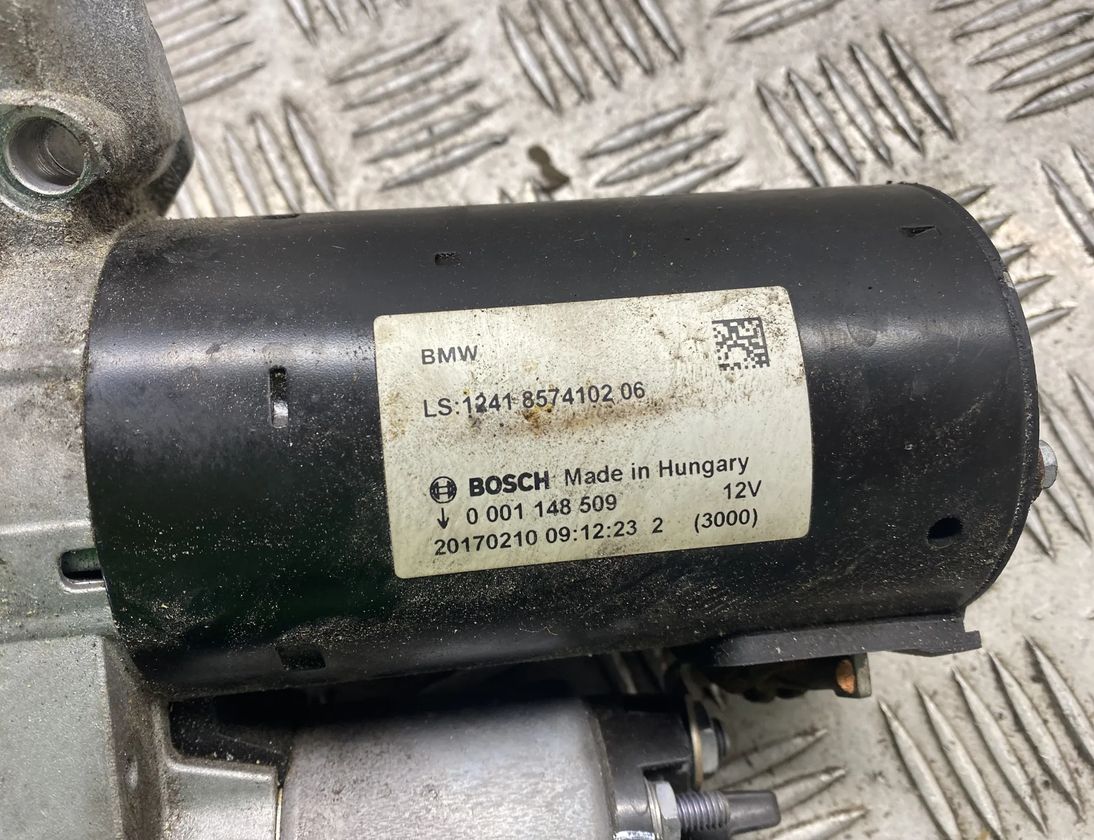 BMW
LS:1241 8574102 06
BOSCH Made in Hungary
↓ 0 001 148 509 12V
20170210 09:12:23 2 (3000)